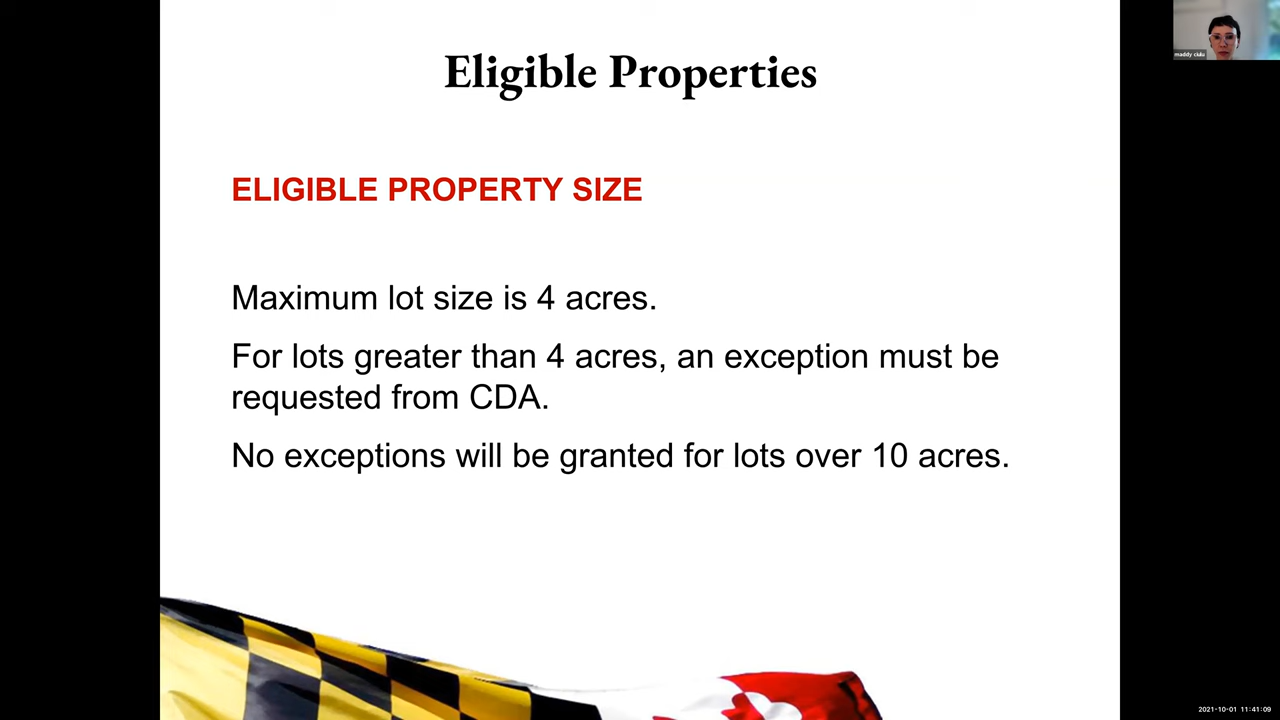 Eligible Properties
maddy ciulu
ELIGIBLE PROPERTY SIZE
Maximum lot size is 4 acres.
For lots greater than 4 acres, an exception must be
requested from CDA.
No exceptions will be granted for lots over 10 acres.
2021-10-01 11:41:09